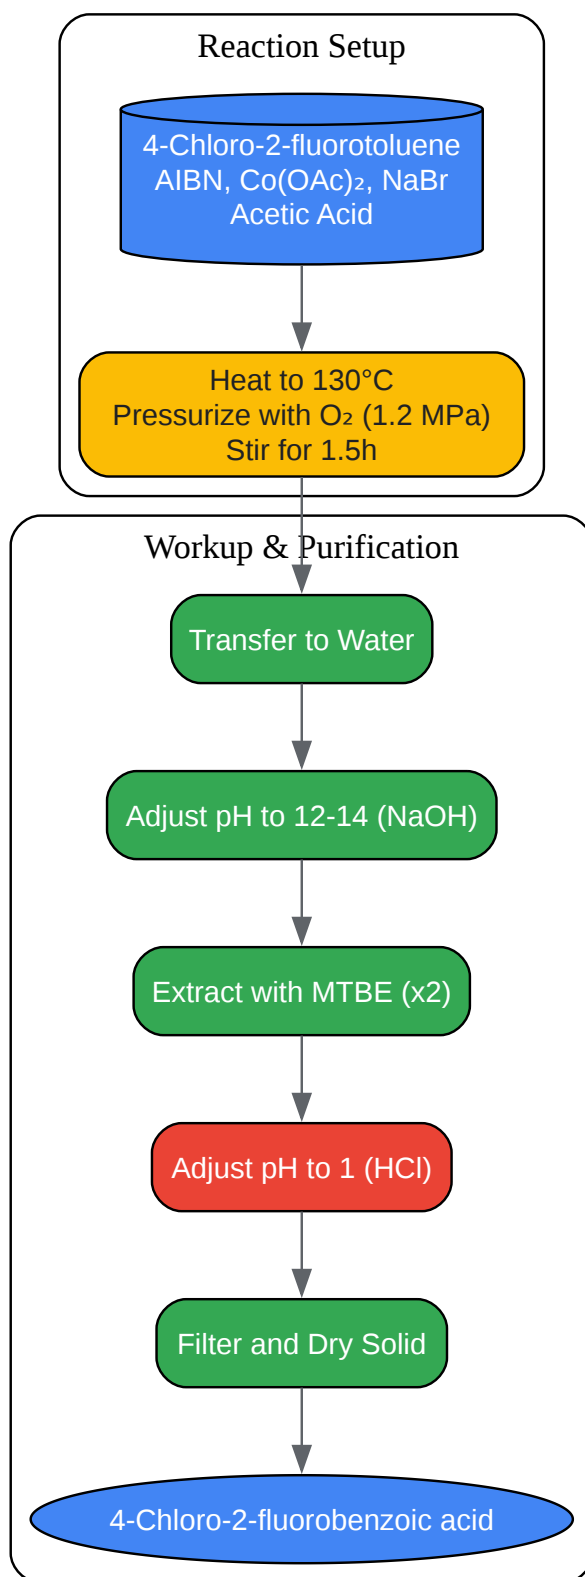 Reaction Setup
4-Chloro-2-fluorotoluene
AIBN, Co(OAc)₂, NaBr
Acetic Acid
Heat to 130°C
Pressurize with O₂ (1.2 MPa)
Stir for 1.5h
Workup & Purification
Transfer to Water
Adjust pH to 12-14 (NaOH)
Extract with MTBE (x2)
Adjust pH to 1 (HCl)
Filter and Dry Solid
4-Chloro-2-fluorobenzoic acid